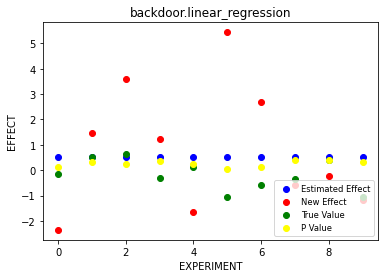 backdoor.linear_regression
EFFECT
5
4
3
2
1
0
−1
−2
Estimated Effect
New Effect
True Value
P Value
0
2
4
6
8
EXPERIMENT